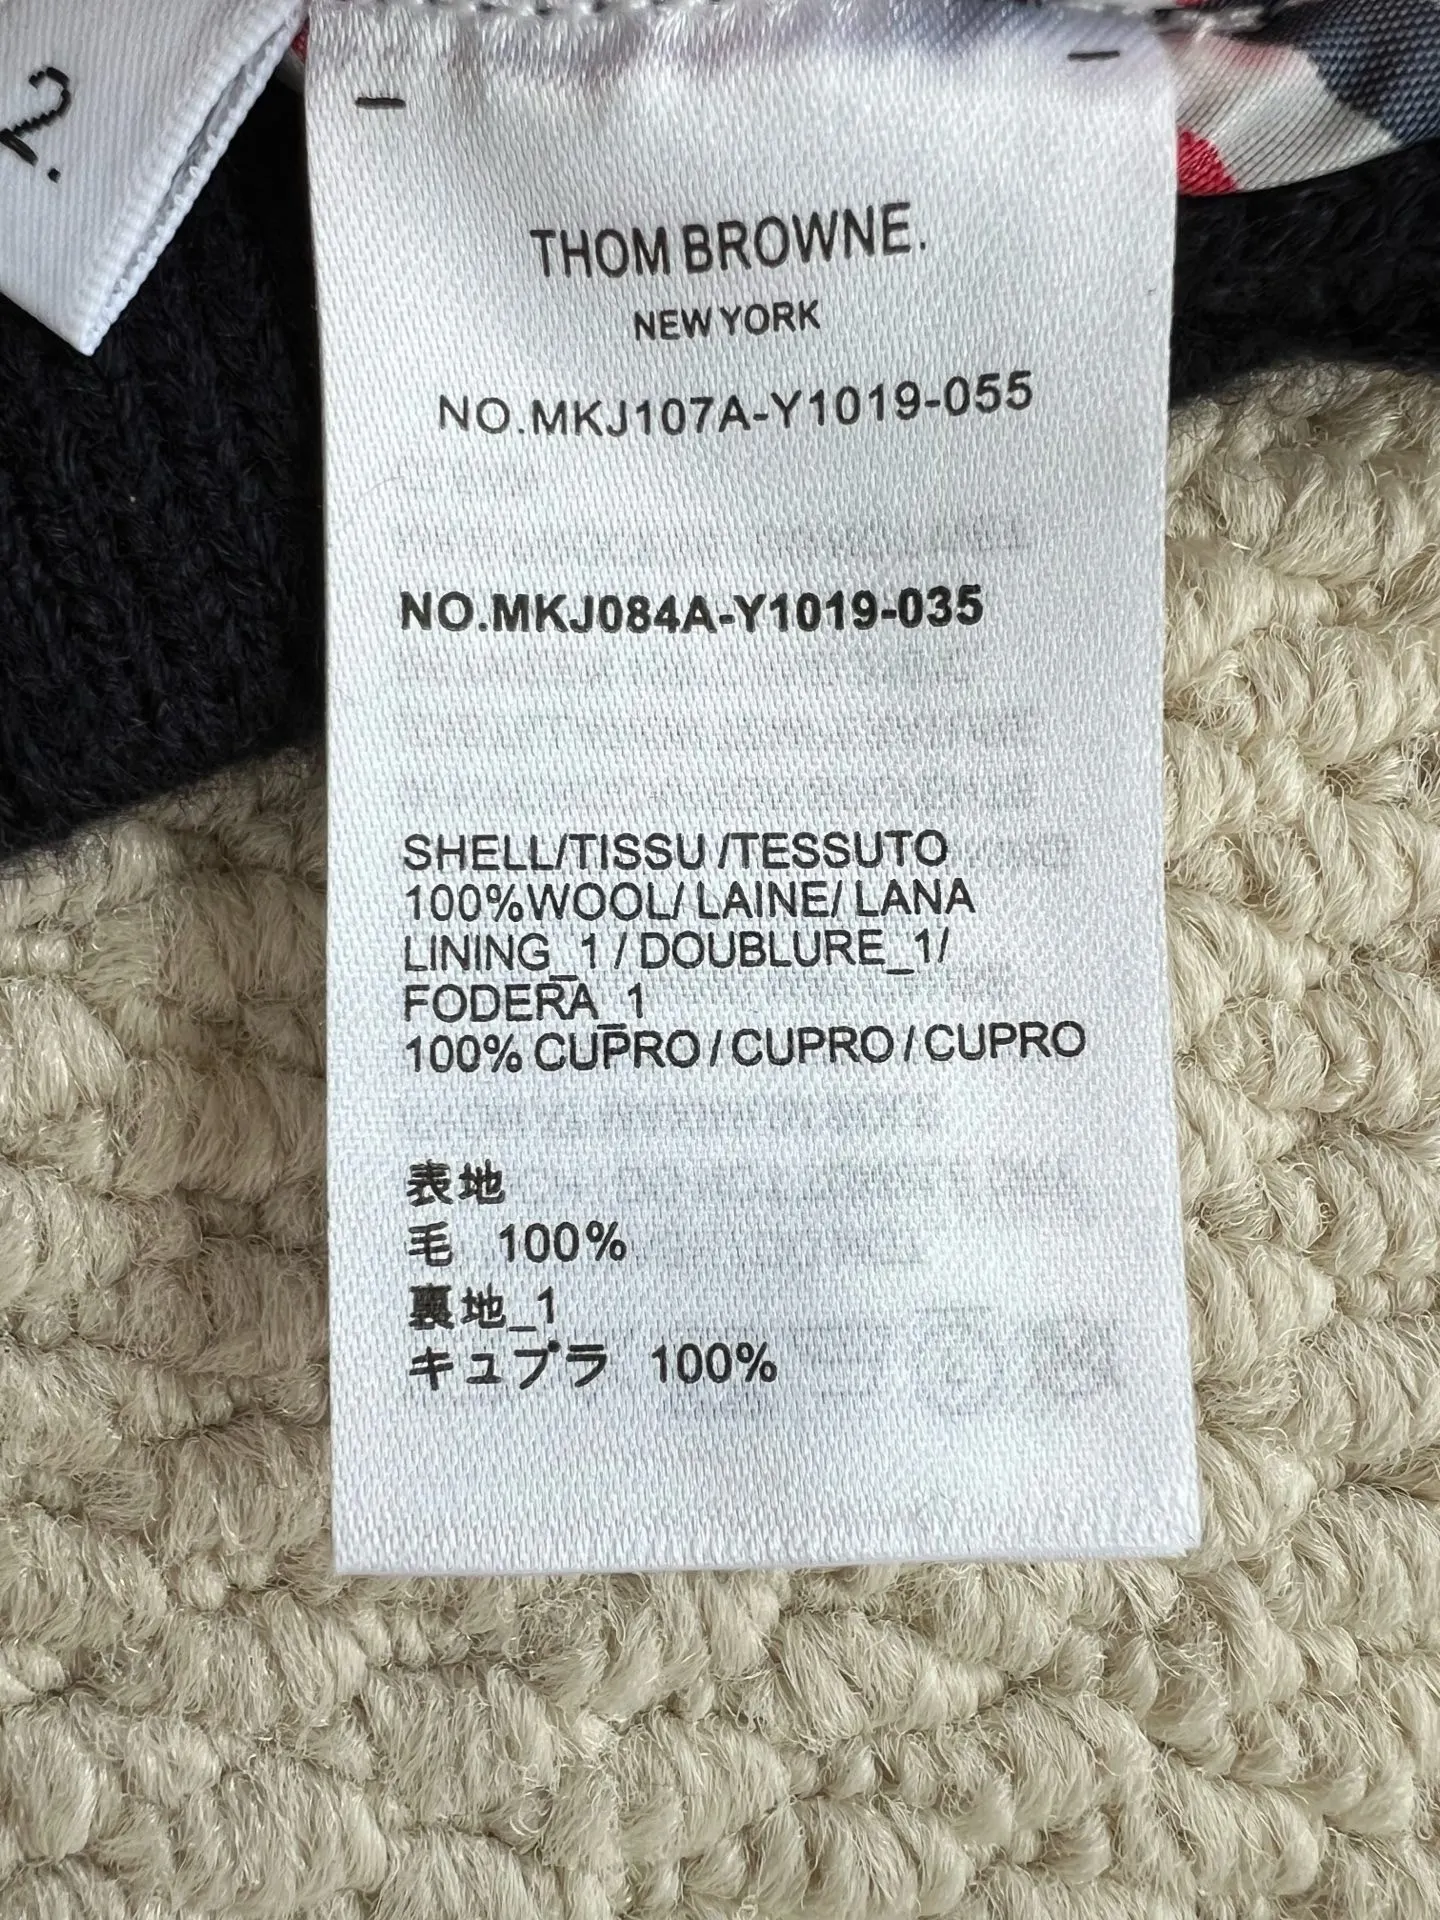 2.
THOM BROWNE.
NEW YORK
NO.MKJ107A-Y1019-055
NO.MKJ084A-Y1019-035
SHELL/TISSU /TESSUTO
100%WOOL/ LAINE/ LANA
LINING_1 / DOUBLURE_1/
FODERA_1
100% CUPRO / CUPRO / CUPRO
表地
毛 100%
裏地_1
キュプラ 100%